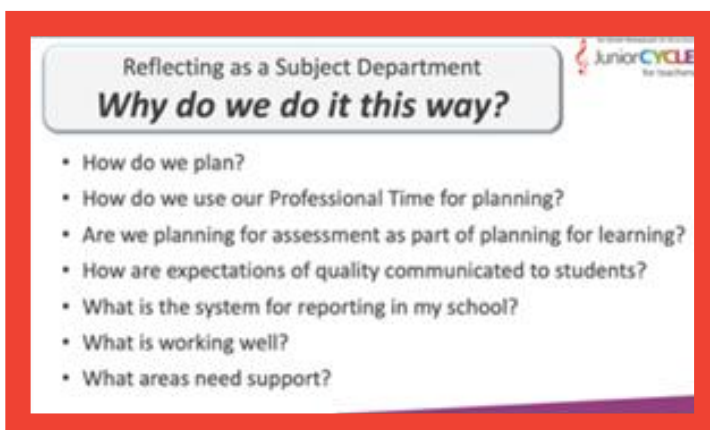 Reflecting as a Subject Department
Why do we do it this way?
JuniorCYCLE
for teachers
• How do we plan?
• How do we use our Professional Time for planning?
• Are we planning for assessment as part of planning for learning?
• How are expectations of quality communicated to students?
• What is the system for reporting in my school?
• What is working well?
• What areas need support?